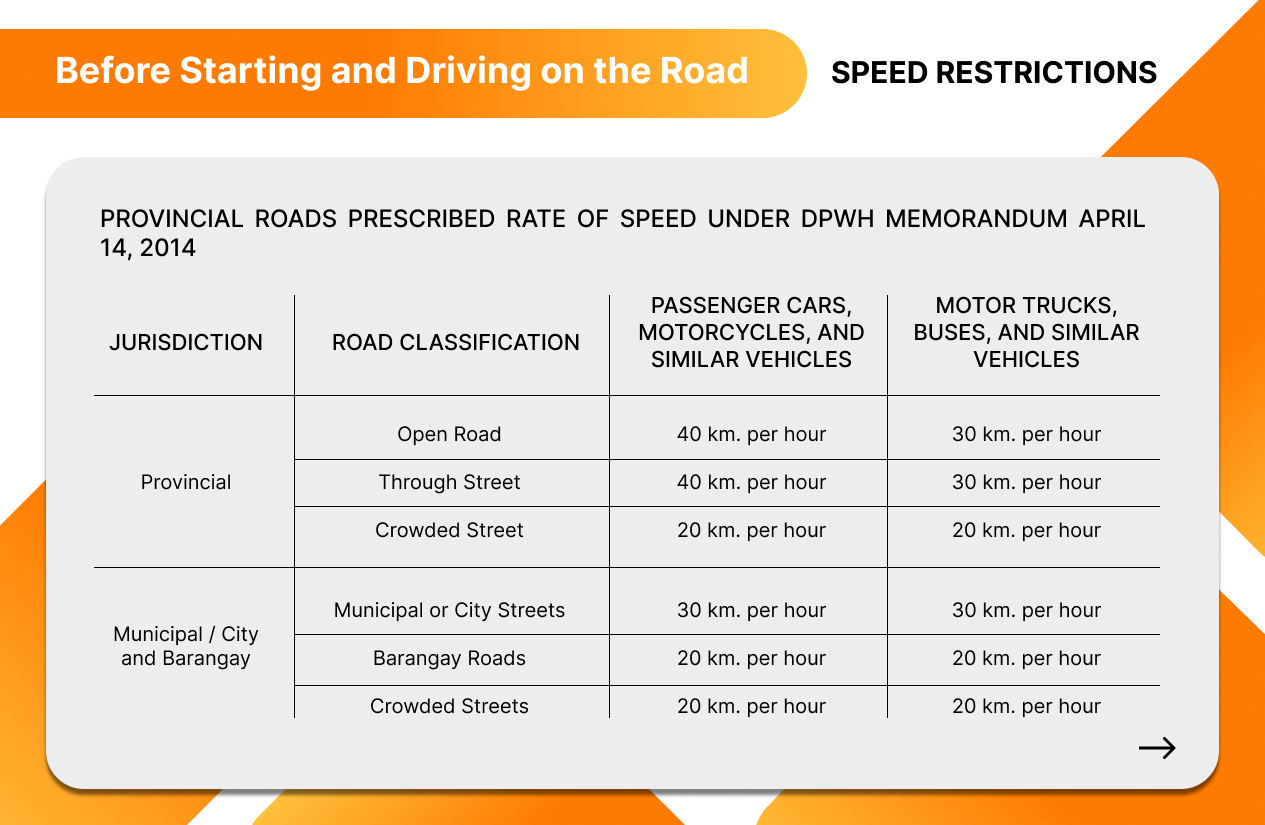 Before Starting and Driving on the Road
SPEED RESTRICTIONS
PROVINCIAL ROADS PRESCRIBED RATE OF SPEED UNDER DPWH MEMORANDUM APRIL
14, 2014
JURISDICTION
ROAD CLASSIFICATION
PASSENGER CARS,
MOTORCYCLES, AND
SIMILAR VEHICLES
MOTOR TRUCKS,
BUSES, AND SIMILAR
VEHICLES
Provincial
Open Road
40 km. per hour
30 km. per hour
Through Street
40 km. per hour
30 km. per hour
Crowded Street
20 km. per hour
20 km. per hour
Municipal / City
and Barangay
Municipal or City Streets
30 km. per hour
30 km. per hour
Barangay Roads
20 km. per hour
20 km. per hour
Crowded Streets
20 km. per hour
20 km. per hour